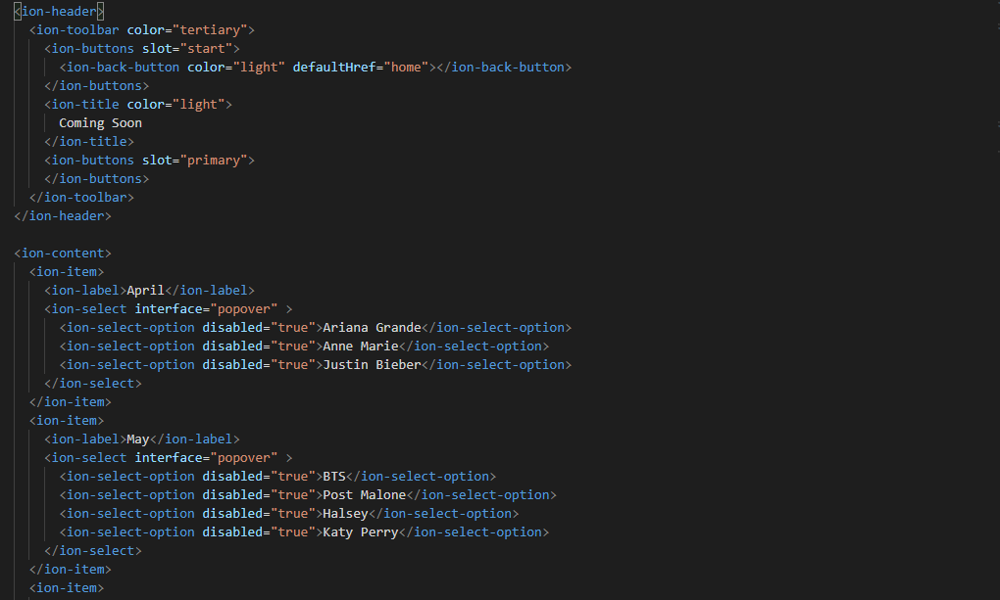 <ion-header>
  <ion-toolbar color="tertiary">
    <ion-buttons slot="start">
      <ion-back-button color="light" defaultHref="home"></ion-back-button>
    </ion-buttons>
    <ion-title color="light">
      Coming Soon
    </ion-title>
    <ion-buttons slot="primary">
    </ion-buttons>
  </ion-toolbar>
</ion-header>

<ion-content>
  <ion-item>
    <ion-label>April</ion-label>
    <ion-select interface="popover" >
      <ion-select-option disabled="true">Ariana Grande</ion-select-option>
      <ion-select-option disabled="true">Anne Marie</ion-select-option>
      <ion-select-option disabled="true">Justin Bieber</ion-select-option>
    </ion-select>
  </ion-item>
  <ion-item>
    <ion-label>May</ion-label>
    <ion-select interface="popover" >
      <ion-select-option disabled="true">BTS</ion-select-option>
      <ion-select-option disabled="true">Post Malone</ion-select-option>
      <ion-select-option disabled="true">Halsey</ion-select-option>
      <ion-select-option disabled="true">Katy Perry</ion-select-option>
    </ion-select>
  </ion-item>
  <ion-item>